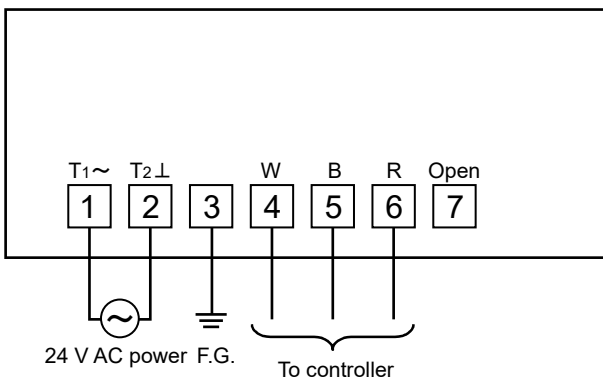 T1～ T2⊥ W B R Open
1 2 3 4 5 6 7
～
24 V AC power F.G.
To controller